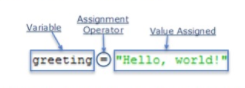 Variable
Assignment
Operator
Value Assigned
greeting = "Hello, world!"